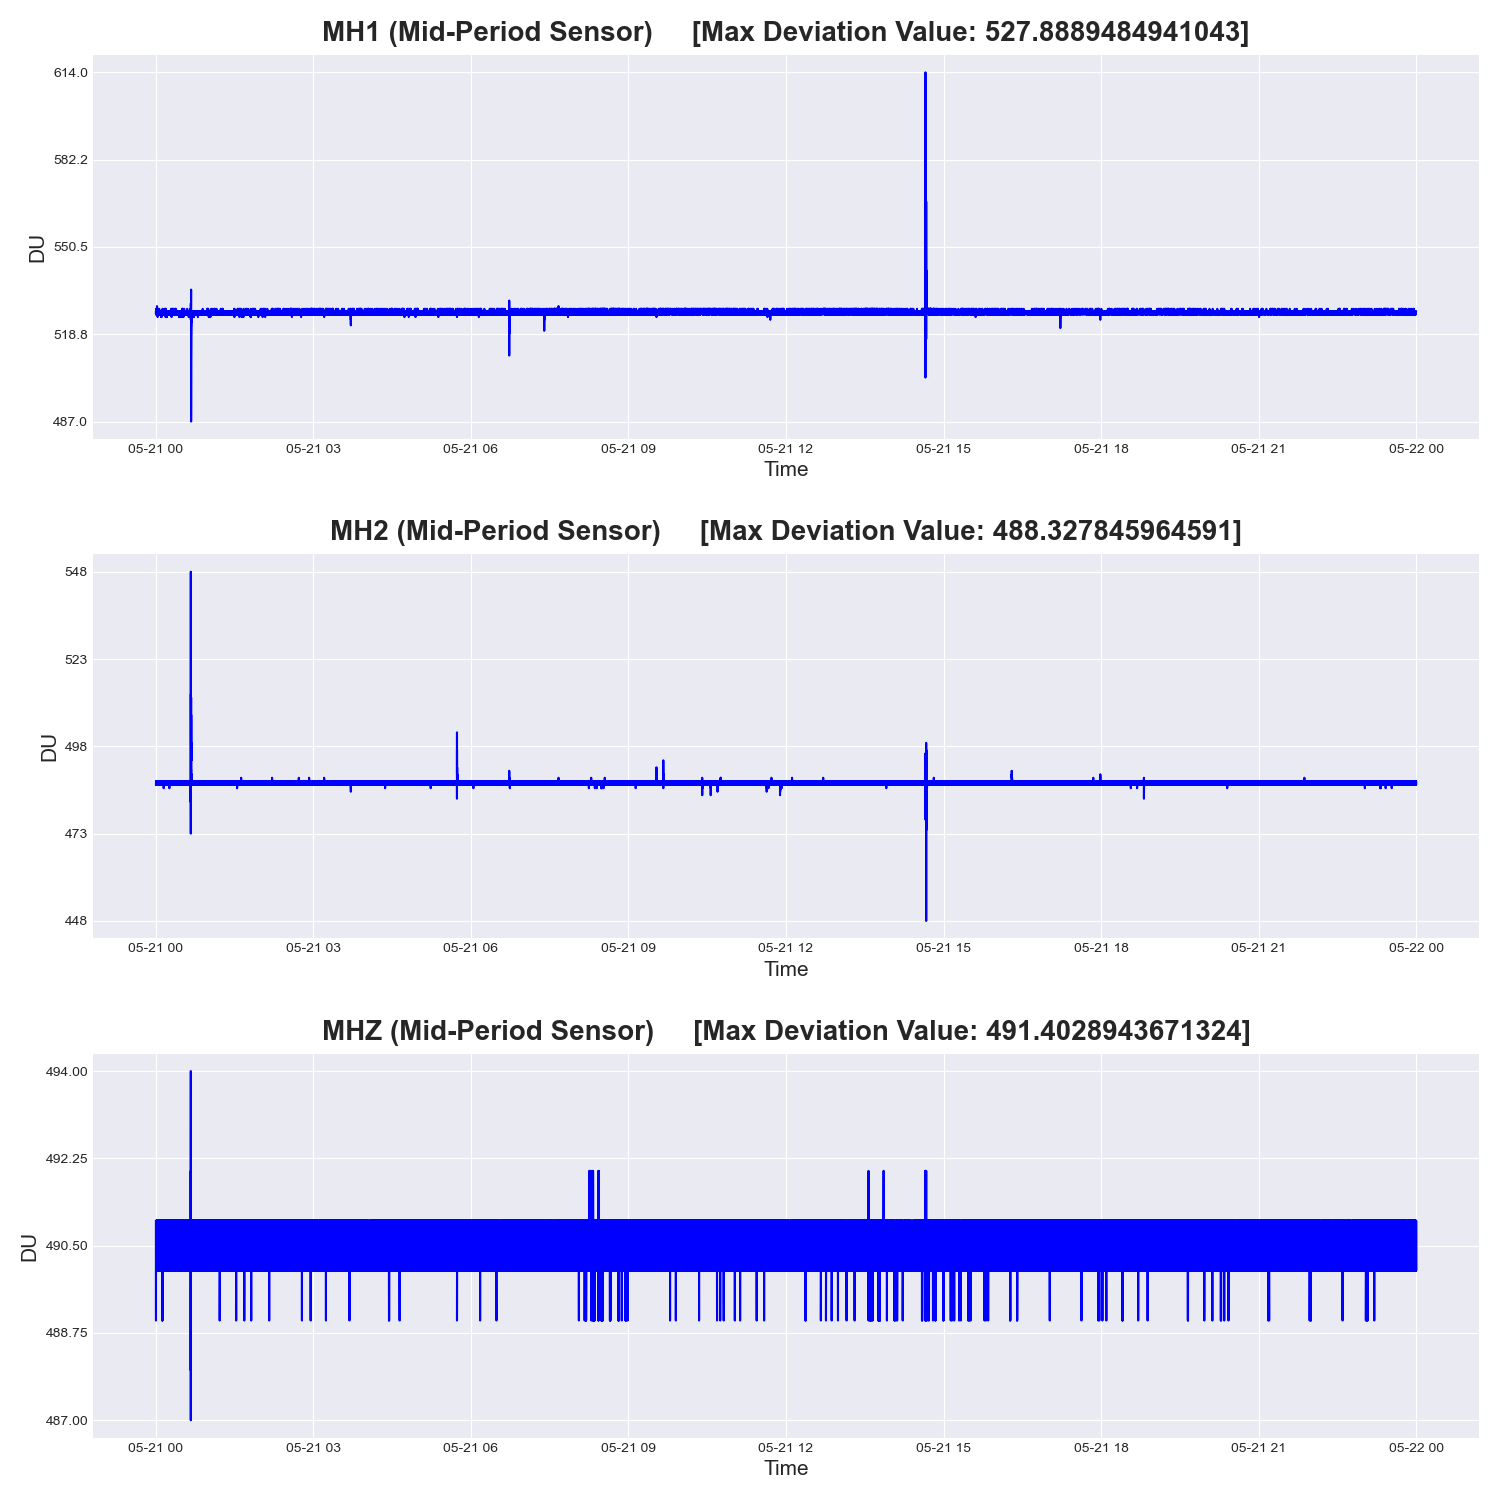 MH1 (Mid-Period Sensor) [Max Deviation Value: 527.8889484941043]
614.0
582.2
550.5
518.8
487.0
DU
05-21 00 05-21 03 05-21 06 05-21 09 05-21 12 05-21 15 05-21 18 05-21 21 05-22 00
Time
MH2 (Mid-Period Sensor) [Max Deviation Value: 488.327845964591]
548
523
498
473
448
DU
05-21 00 05-21 03 05-21 06 05-21 09 05-21 12 05-21 15 05-21 18 05-21 21 05-22 00
Time
MHZ (Mid-Period Sensor) [Max Deviation Value: 491.4028943671324]
494.00
492.25
490.50
488.75
487.00
DU
05-21 00 05-21 03 05-21 06 05-21 09 05-21 12 05-21 15 05-21 18 05-21 21 05-22 00
Time